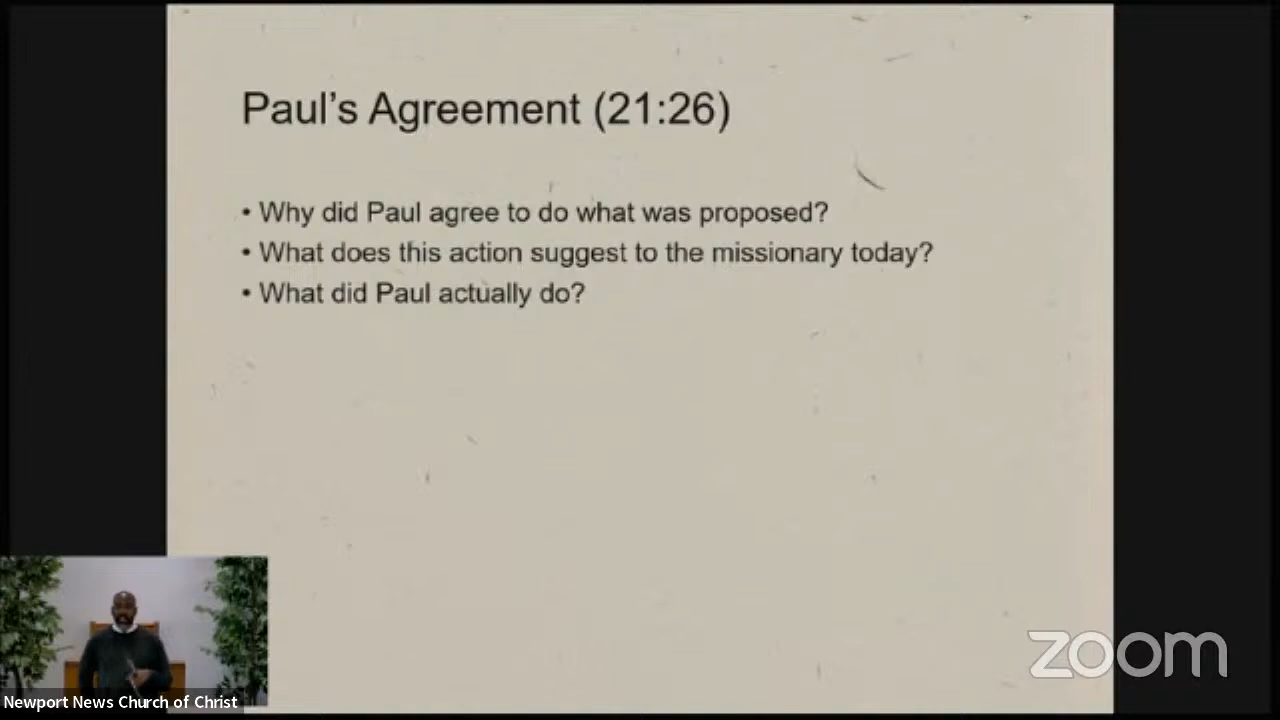 Paul's Agreement (21:26)
• Why did Paul agree to do what was proposed?
• What does this action suggest to the missionary today?
• What did Paul actually do?
zoom
Newport News Church of Christ